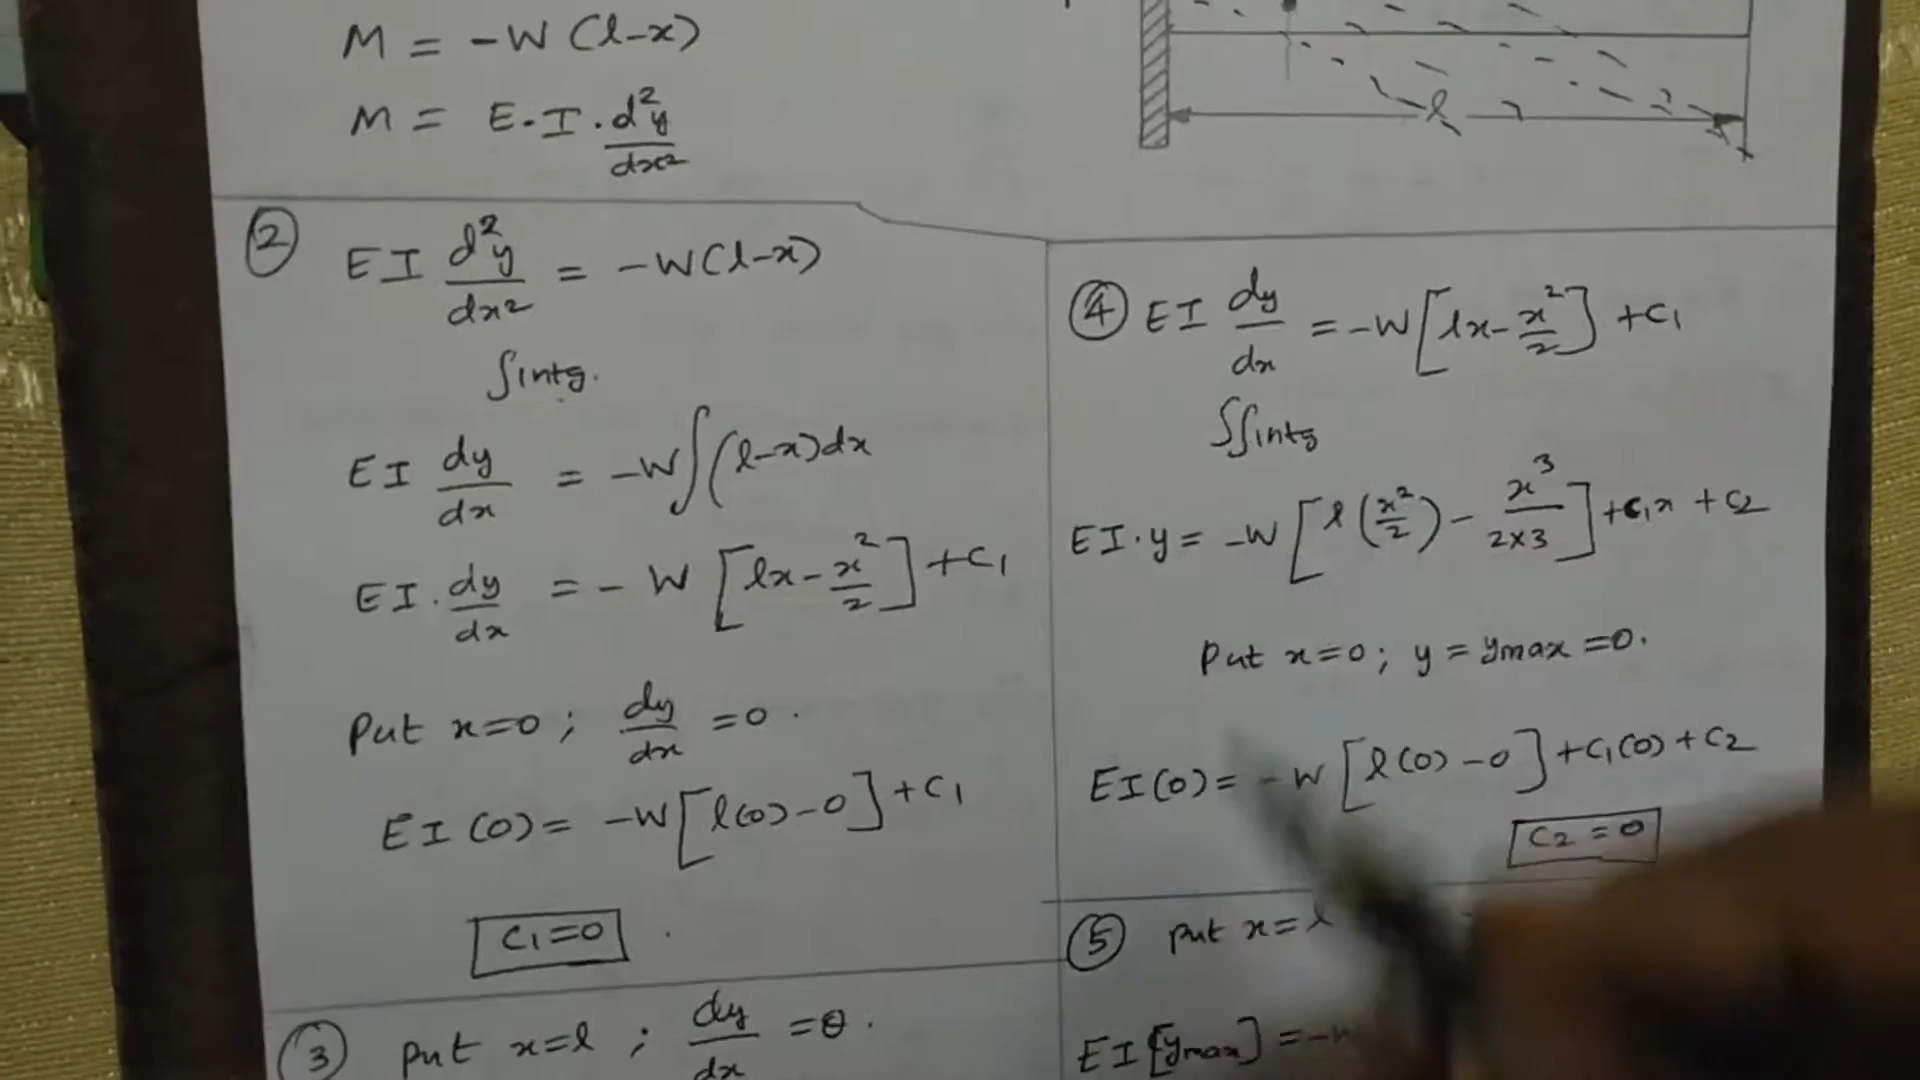 M = -W (l-x)
M = E.I. d²y/dx²
l
② EI d²y/dx² = -W(l-x)
∫intg.
EI dy/dx = -W∫(l-x)dx
EI. dy/dx = - W [lx - x²/2] + C1
Put x=0 ; dy/dx = 0.
EI (0) = -W[l(0)-0] + C1
C1=0
③ put x=l ; dy/dx = θ.
④ EI dy/dx = -W[lx - x²/2] + C1
∫∫intg
EI.y = -W [l(x²/2) - x³/2×3] + C1x + C2
Put x=0; y = ymax = 0.
EI(0) = -W [l(0) - 0] + C1(0) + C2
C2 = 0
⑤ put x=l
EI[ymax] = -W